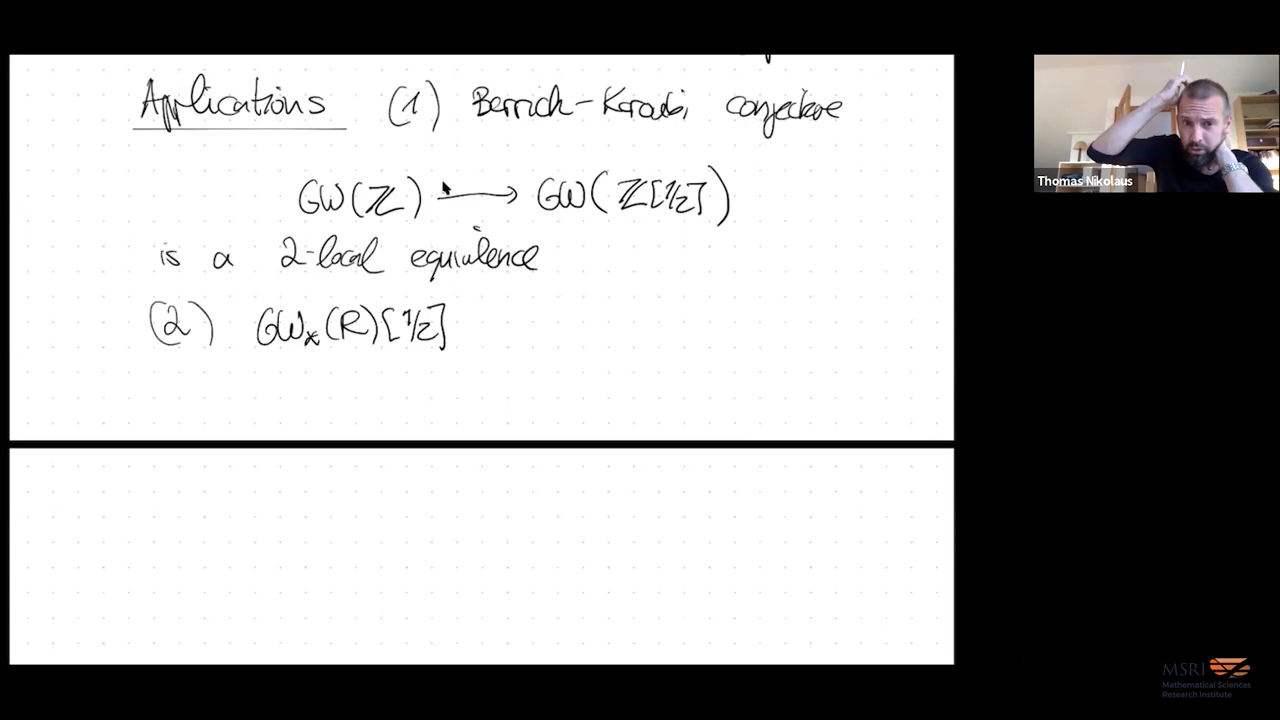 Applications (1) Berrick-Karoubi conjecture
GW(ℤ) → GW(ℤ[1/2])
is a 2-local equivalence
(2) GW_*(R)[1/2]
Thomas Nikolaus
MSRI
Mathematical Sciences
Research Institute